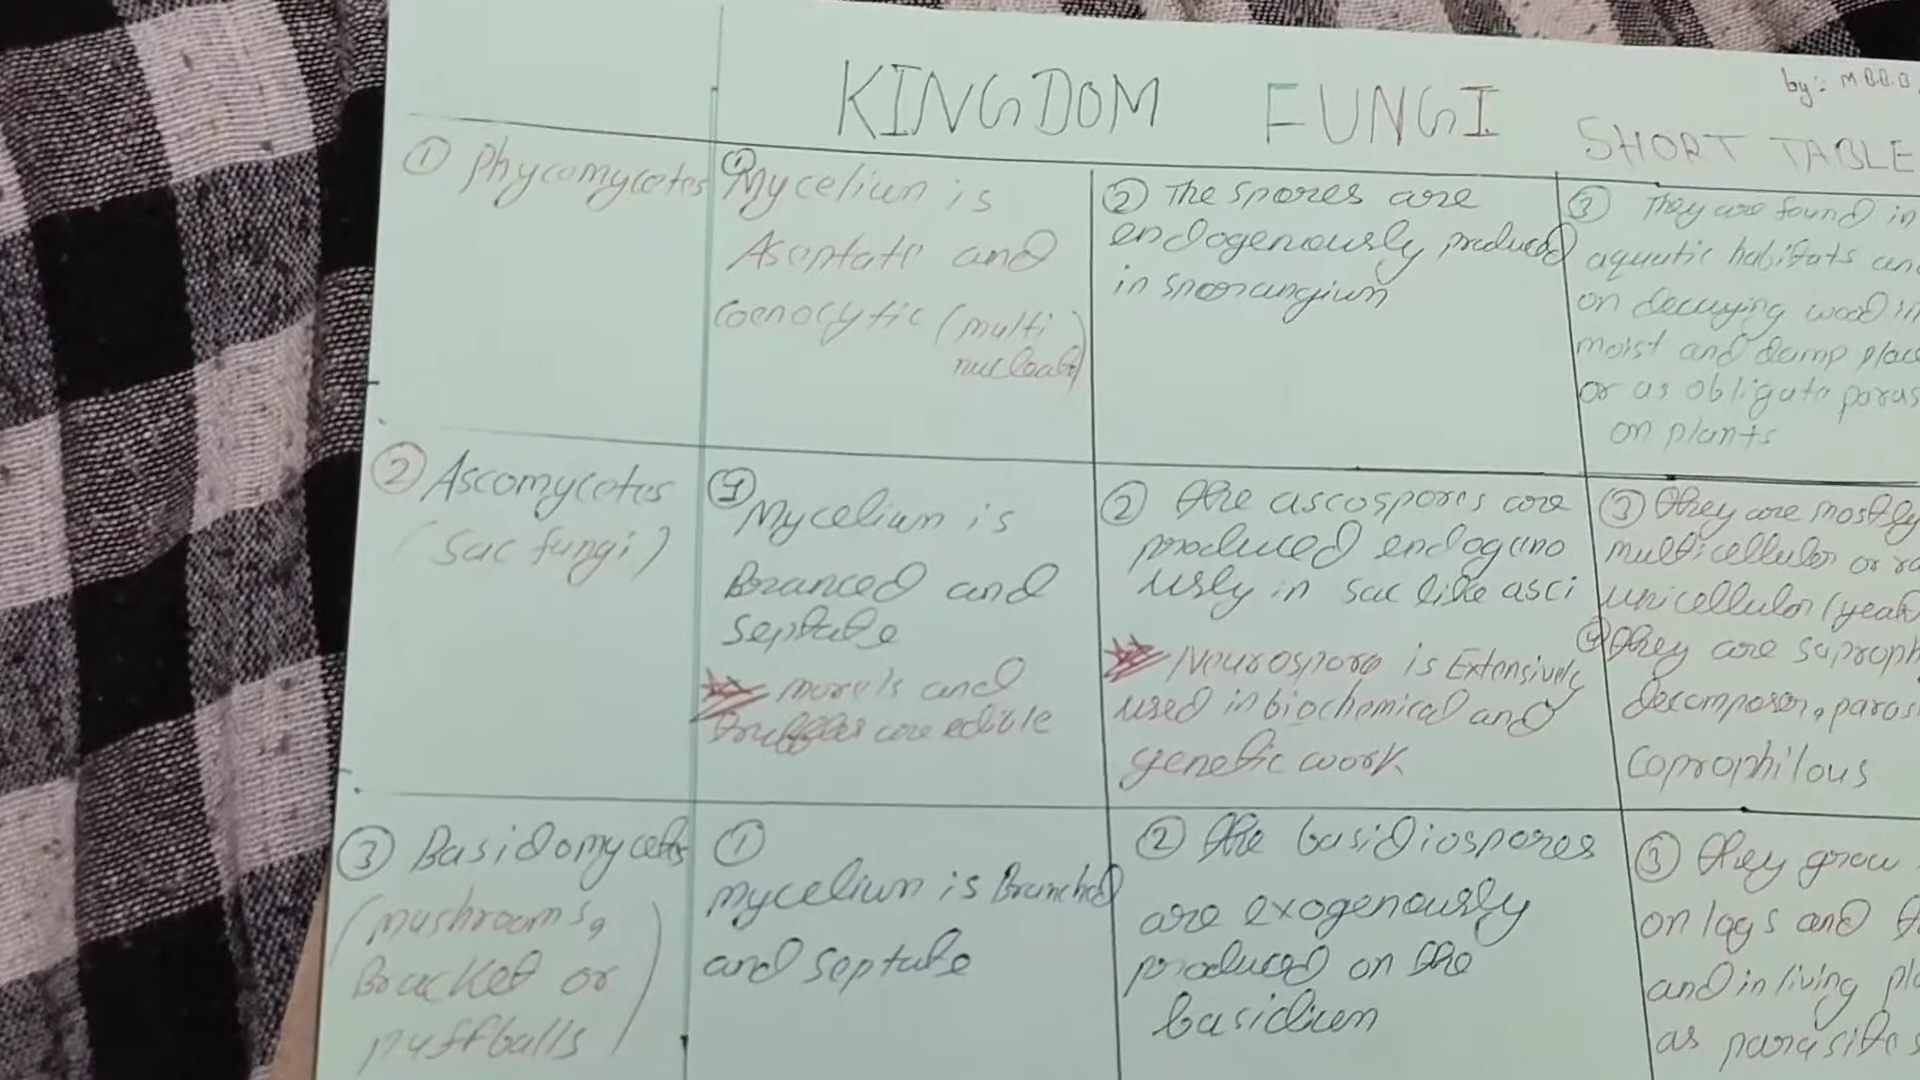 KINGDOM FUNGI
by: M.B.B.
SHORT TABLE
① Phycomycetes
① Mycelium is
Aseptate and
Coenocytic (multi
nucleate)
② The spores are
endogenously produced
in sporangium
③ They are found in
aquatic habitats
on decaying wood in
moist and damp
or as obligate
on plants
② Ascomycetes
(Sac fungi)
① Mycelium is
Branced and
Septate
morels and
truffles are edible
② the ascospores are
produced endogeno
usly in sac like asci
Neurospora is Extensively
used in biochemical and
genetic work
③ they are mostly
multicellular or
unicellular
④ they are
decomposer,
coprophilous
③ Basidomycetes
(mushrooms,
Bracket or
puffballs)
①
mycelium is Branched
and septate
② the basidiospores
are exogenously
produced on the
basidium
③ they grow
on logs and
and in living
as parasites